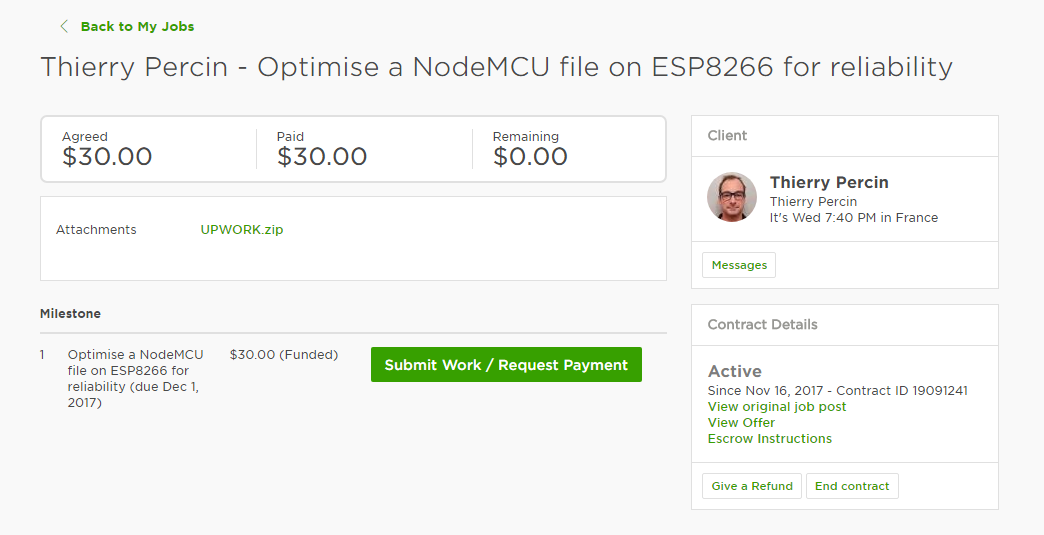 Back to My Jobs
Thierry Percin - Optimise a NodeMCU file on ESP8266 for reliability
Agreed
$30.00
Paid
$30.00
Remaining
$0.00
Attachments
UPWORK.zip
Milestone
1
Optimise a NodeMCU
file on ESP8266 for
reliability (due Dec 1,
2017)
$30.00 (Funded)
Submit Work / Request Payment
Client
Thierry Percin
Thierry Percin
It's Wed 7:40 PM in France
Messages
Contract Details
Active
Since Nov 16, 2017 - Contract ID 19091241
View original job post
View Offer
Escrow Instructions
Give a Refund
End contract